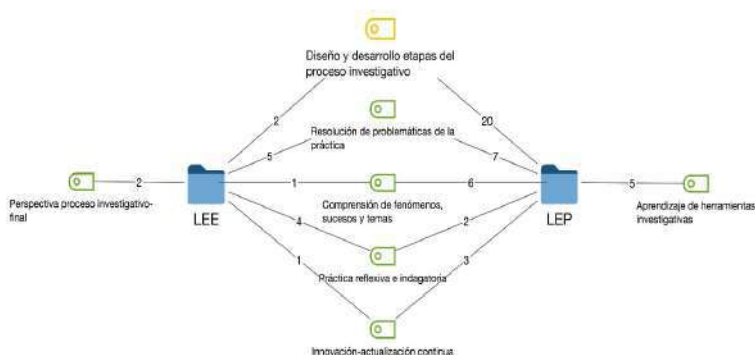 Diseño y desarrollo etapas del
proceso investigativo
2
20
Resolución de problemáticas de la
práctica
5
7
Perspectiva proceso investigativo-
final
2
LEE
1
Comprensión de fenómenos,
sucesos y temas
6
LEP
5
Aprendizaje de herramientas
investigativas
4
2
Práctica reflexiva e indagatoria
1
3
Innovación-actualización continua